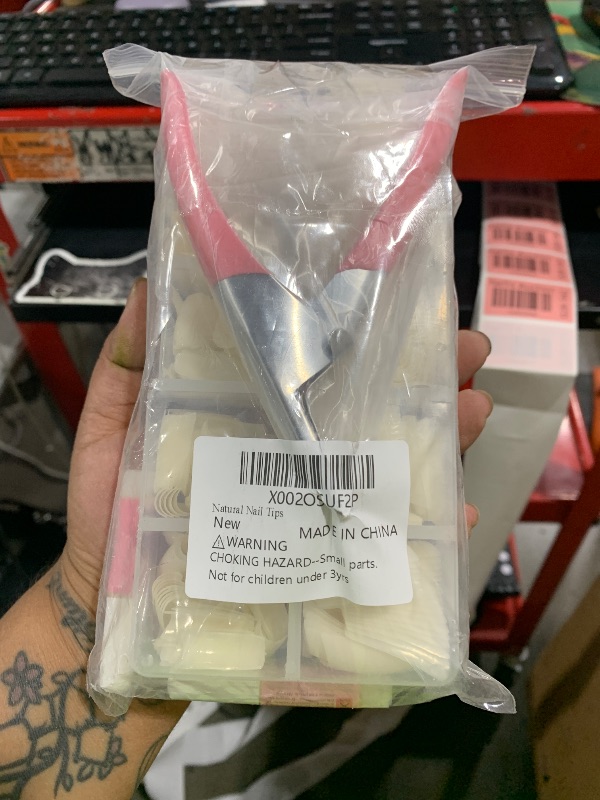 X002OSUF2P
Natural Nail Tips
New
MADE IN CHINA
⚠WARNING
CHOKING HAZARD--Small parts.
Not for children under 3yrs